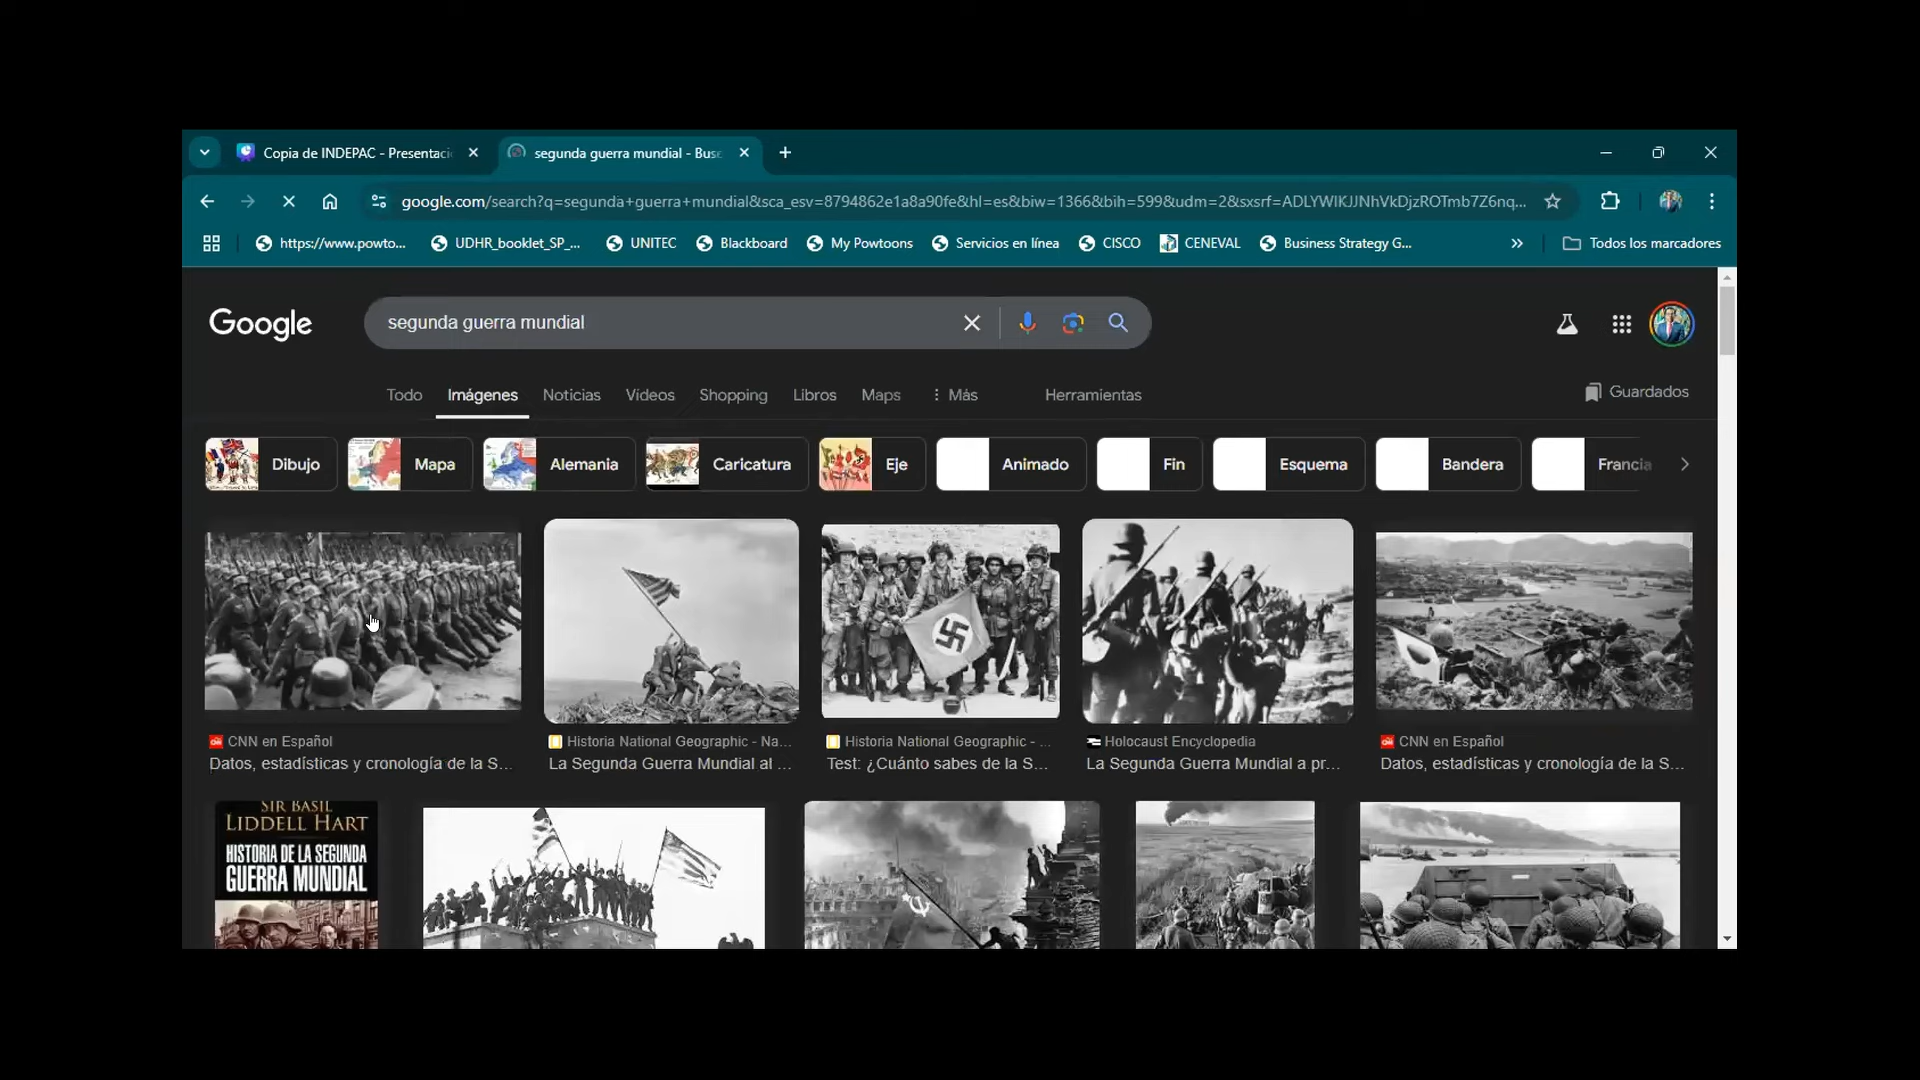 Copia de INDEPAC - Presentaci
segunda guerra mundial - Bus
google.com/search?q=segunda+guerra+mundial&sca_esv=8794862e1a8a90fe&hl=es&biw=1366&bih=599&udm=2&sxsrf=ADLYWIKJJNhVkDjzROTmb7Z6nq...
https://www.powto...
UDHR_booklet_SP_...
UNITEC
Blackboard
My Powtoons
Servicios en línea
CISCO
CENEVAL
Business Strategy G...
Todos los marcadores
Google
segunda guerra mundial
Todo
Imágenes
Noticias
Videos
Shopping
Libros
Maps
Más
Herramientas
Guardados
Dibujo
Mapa
Alemania
Caricatura
Eje
Animado
Fin
Esquema
Bandera
Francia
CNN en Español
Datos, estadísticas y cronología de la S...
Historia National Geographic - Na...
La Segunda Guerra Mundial al ...
Historia National Geographic - ...
Test: ¿Cuánto sabes de la S...
Holocaust Encyclopedia
La Segunda Guerra Mundial a pr...
CNN en Español
Datos, estadísticas y cronología de la S...
SIR BASIL
LIDDELL HART
HISTORIA DE LA SEGUNDA
GUERRA MUNDIAL